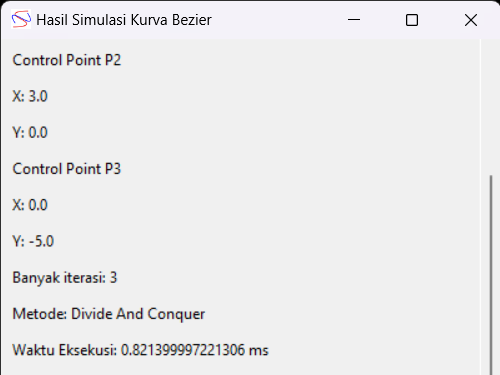 Hasil Simulasi Kurva Bezier
Control Point P2
X: 3.0
Y: 0.0
Control Point P3
X: 0.0
Y: -5.0
Banyak iterasi: 3
Metode: Divide And Conquer
Waktu Eksekusi: 0.821399997221306 ms